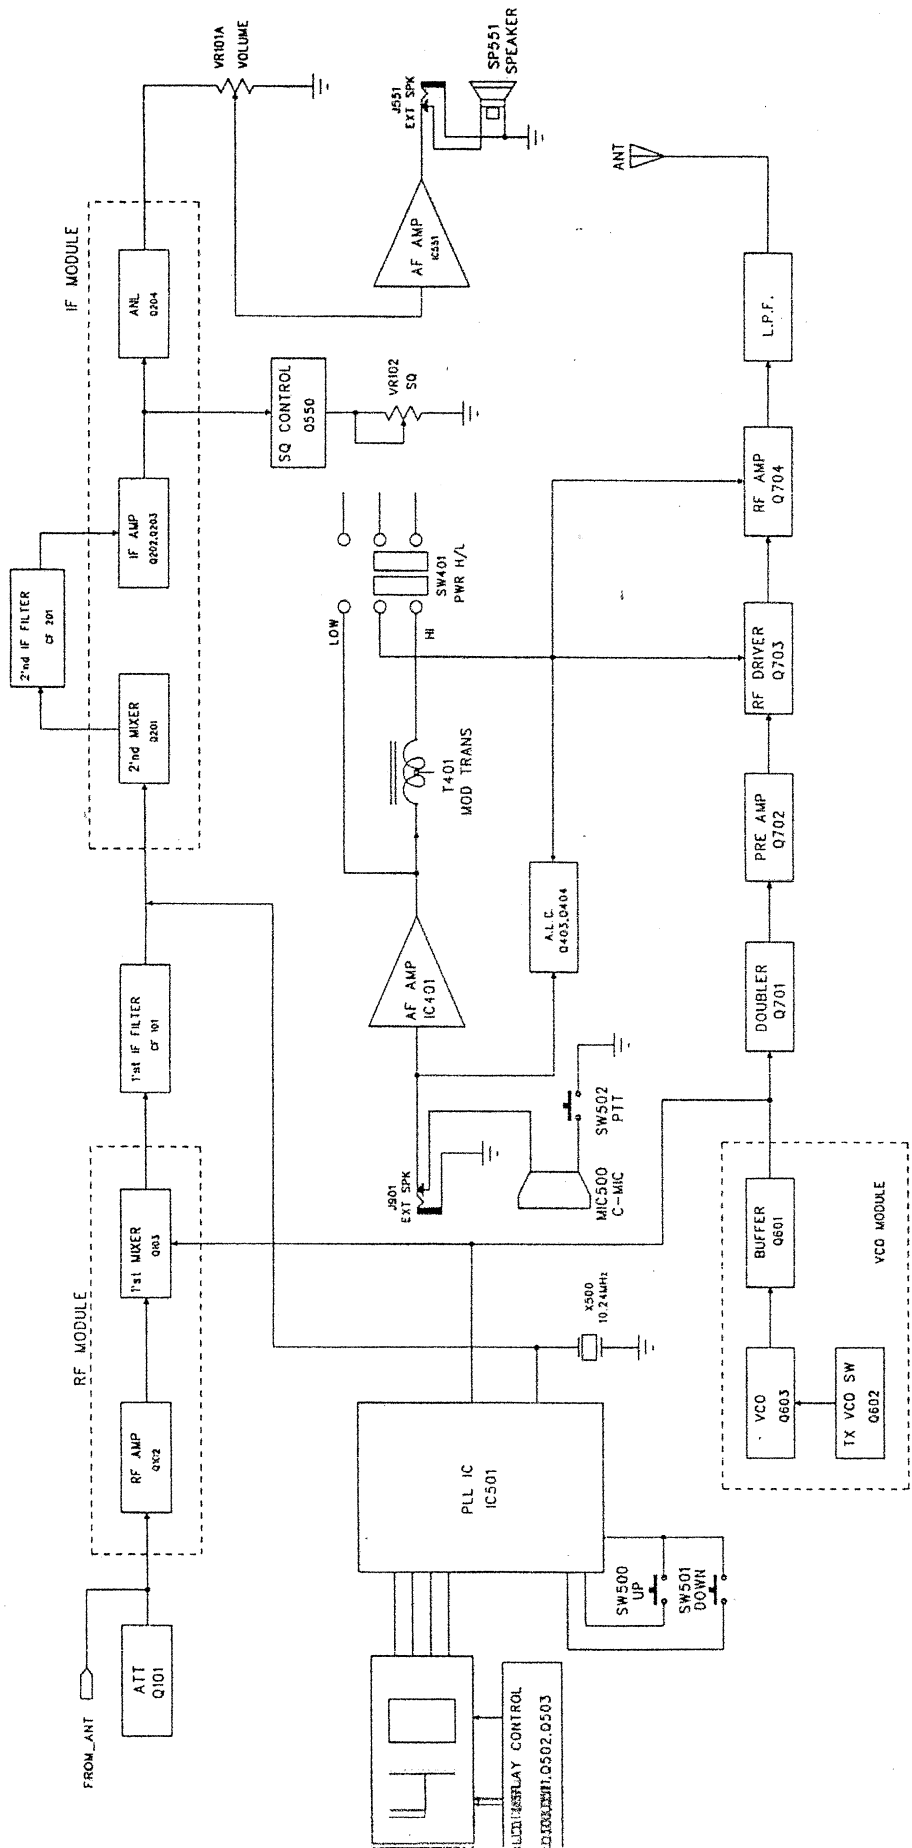 FROM_ANT
ATT
Q101
RF MODULE
RF AMP
Q102
1'st MIXER
Q103
1'st IF FILTER
CF 101
IF MODULE
2'nd MIXER
Q201
2'nd IF FILTER
CF 201
IF AMP
Q202,Q203
ANL
Q204
VR101A
VOLUME
SQ CONTROL
Q550
VR102
SQ
AF AMP
IC551
J551
EXT SPK
SP551
SPEAKER
J901
EXT SPK
AF AMP
IC401
T401
MOD TRANS
LOW
HI
SW401
PWR H/L
MIC500
C-MIC
SW502
PTT
A.L.C.
Q403,Q404
PLL IC
IC501
X500
10.24MHz
SW500
UP
SW501
DOWN
CONTROL
Q502,Q503
VCO
Q603
TX VCO SW
Q602
BUFFER
Q601
VCO MODULE
DOUBLER
Q701
PRE AMP
Q702
RF DRIVER
Q703
RF AMP
Q704
L.P.F.
ANT